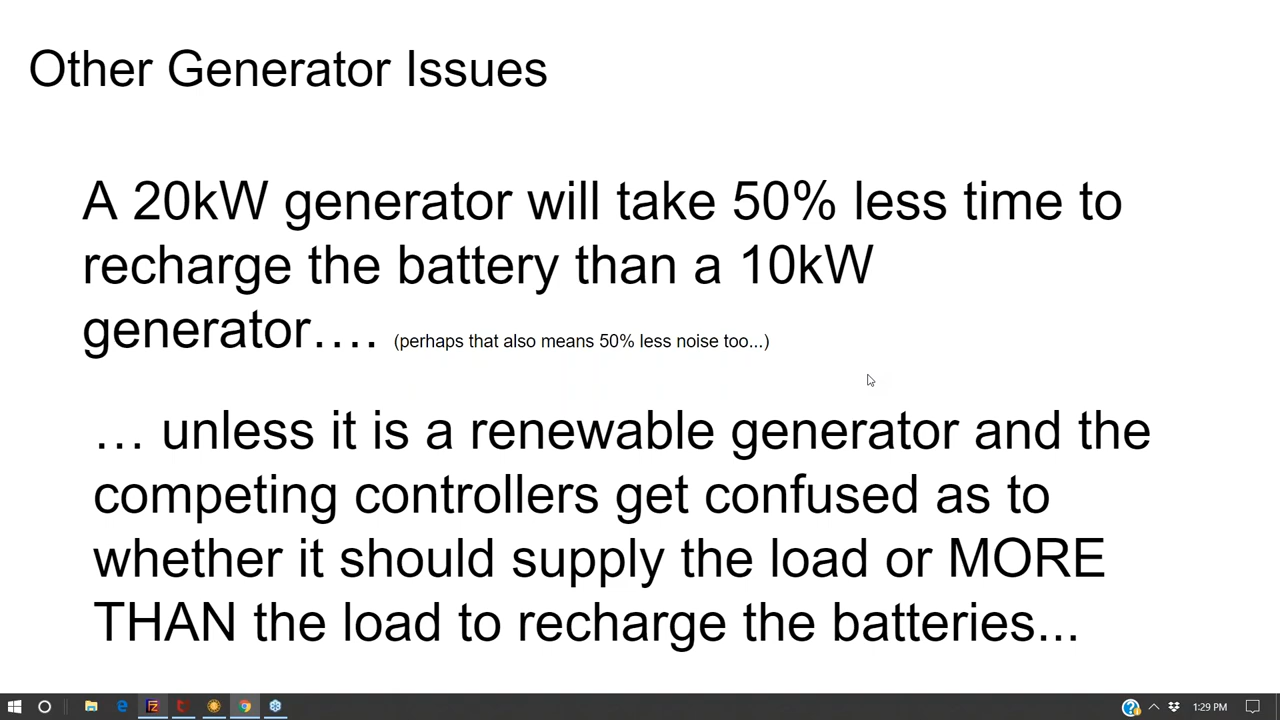 Other Generator Issues
A 20kW generator will take 50% less time to
recharge the battery than a 10kW
generator…. (perhaps that also means 50% less noise too...)
… unless it is a renewable generator and the
competing controllers get confused as to
whether it should supply the load or MORE
THAN the load to recharge the batteries...
1:29 PM